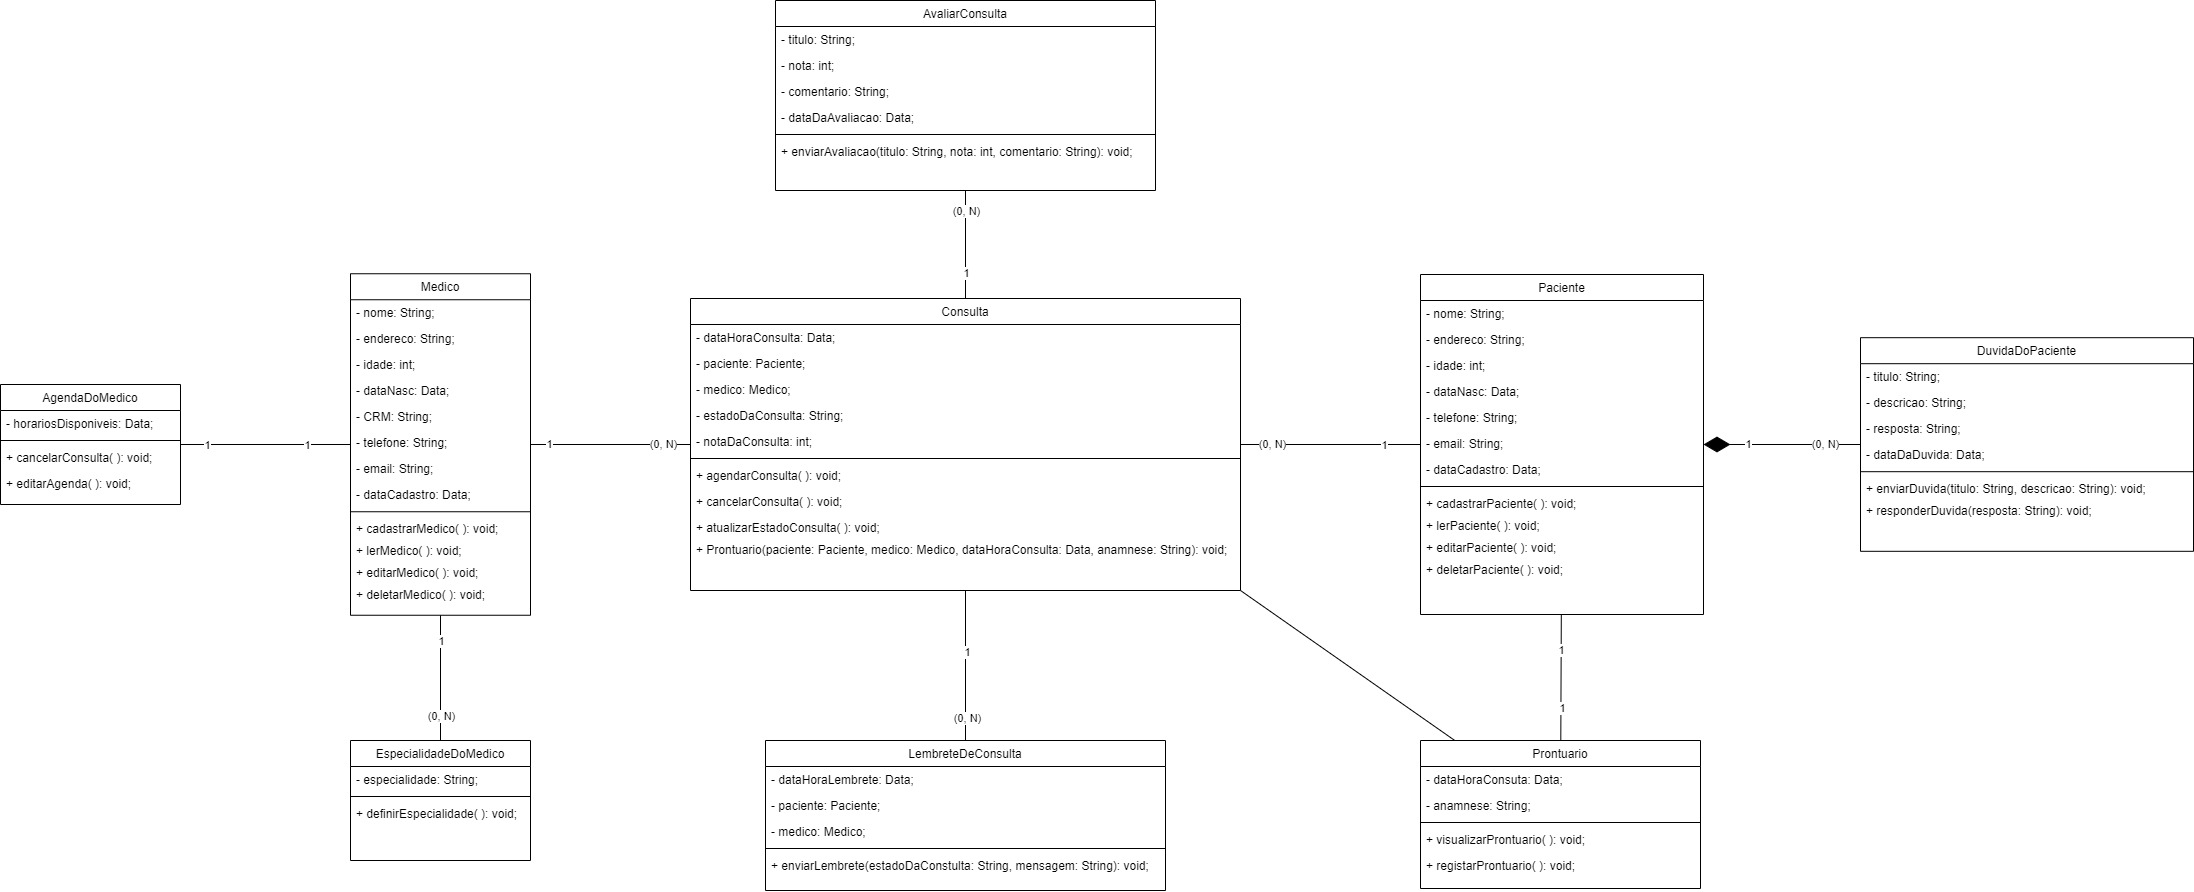 AvaliarConsulta
- titulo: String;
- nota: int;
- comentario: String;
- dataDaAvaliacao: Data;
+ enviarAvaliacao(titulo: String, nota: int, comentario: String): void;
(0, N)
1
AgendaDoMedico
- horariosDisponiveis: Data;
+ cancelarConsulta( ): void;
+ editarAgenda( ): void;
1
1
Medico
- nome: String;
- endereco: String;
- idade: int;
- dataNasc: Data;
- CRM: String;
- telefone: String;
- email: String;
- dataCadastro: Data;
+ cadastrarMedico( ): void;
+ lerMedico( ): void;
+ editarMedico( ): void;
+ deletarMedico( ): void;
1
(0, N)
Consulta
- dataHoraConsulta: Data;
- paciente: Paciente;
- medico: Medico;
- estadoDaConsulta: String;
- notaDaConsulta: int;
+ agendarConsulta( ): void;
+ cancelarConsulta( ): void;
+ atualizarEstadoConsulta( ): void;
+ Prontuario(paciente: Paciente, medico: Medico, dataHoraConsulta: Data, anamnese: String): void;
(0, N)
1
Paciente
- nome: String;
- endereco: String;
- idade: int;
- dataNasc: Data;
- telefone: String;
- email: String;
- dataCadastro: Data;
+ cadastrarPaciente( ): void;
+ lerPaciente( ): void;
+ editarPaciente( ): void;
+ deletarPaciente( ): void;
1
(0, N)
DuvidaDoPaciente
- titulo: String;
- descricao: String;
- resposta: String;
- dataDaDuvida: Data;
+ enviarDuvida(titulo: String, descricao: String): void;
+ responderDuvida(resposta: String): void;
1
(0, N)
EspecialidadeDoMedico
- especialidade: String;
+ definirEspecialidade( ): void;
1
(0, N)
LembreteDeConsulta
- dataHoraLembrete: Data;
- paciente: Paciente;
- medico: Medico;
+ enviarLembrete(estadoDaConstulta: String, mensagem: String): void;
1
1
Prontuario
- dataHoraConsuta: Data;
- anamnese: String;
+ visualizarProntuario( ): void;
+ registarProntuario( ): void;